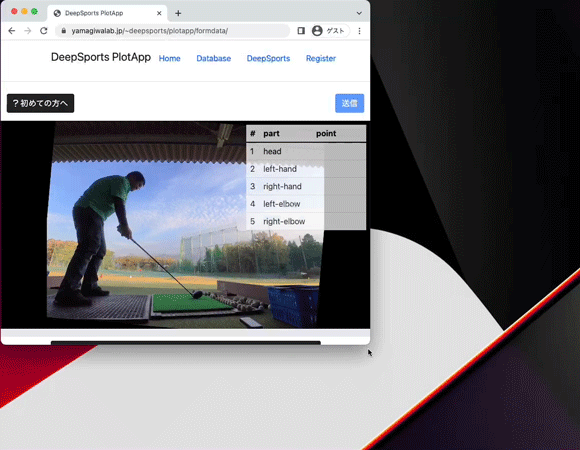 DeepSports PlotApp
yamagiwalab.jp/~deepsports/plotapp/formdata/
ゲスト
DeepSports PlotApp Home Database DeepSports Register
? 初めての方へ
送信
# part point
1 head
2 left-hand
3 right-hand
4 left-elbow
5 right-elbow